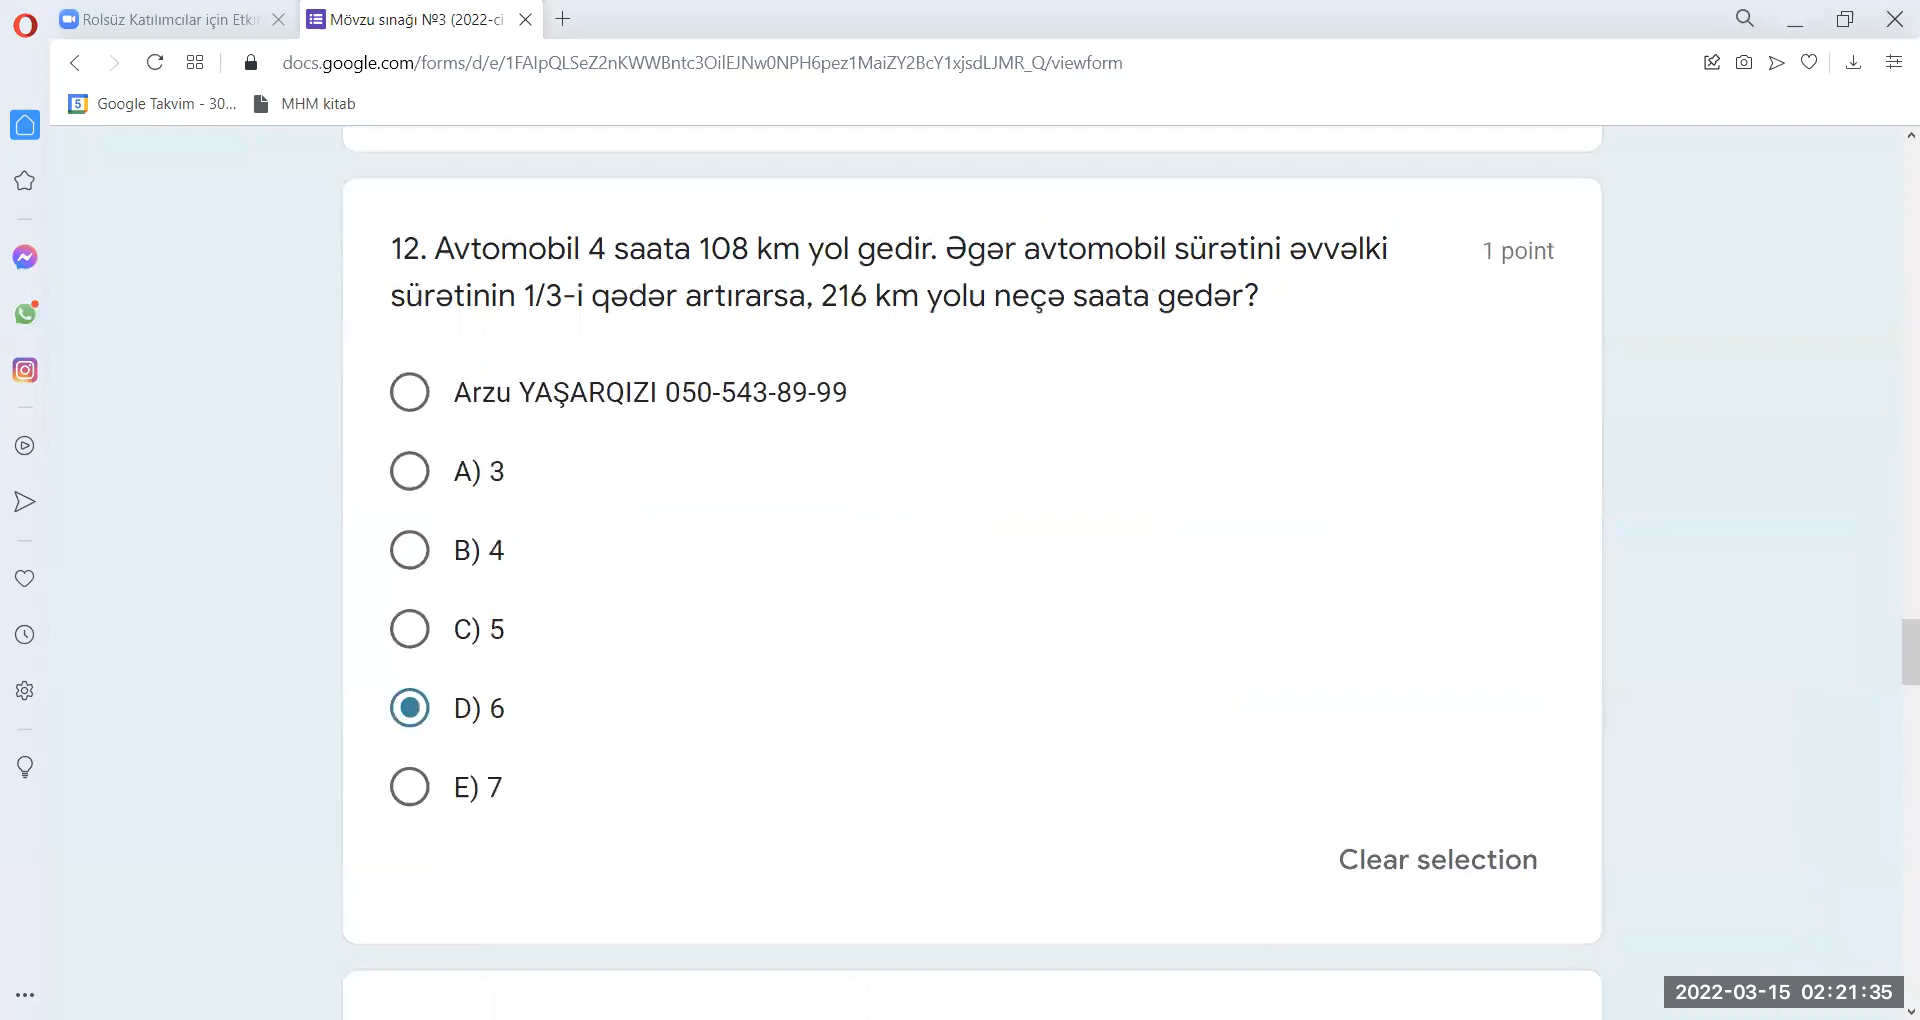 Rolsüz Katılımcılar için Etkin
Mövzu sınağı №3 (2022-ci
docs.google.com/forms/d/e/1FAIpQLSeZ2nKWWBntc3OilEJNw0NPH6pez1MaiZY2BcY1xjsdLJMR_Q/viewform
5 Google Takvim - 30...
MHM kitab
12. Avtomobil 4 saata 108 km yol gedir. Əgər avtomobil sürətini əvvəlki
1 point
sürətinin 1/3-i qədər artırarsa, 216 km yolu neçə saata gedər?
Arzu YAŞARQIZI 050-543-89-99
A) 3
B) 4
C) 5
D) 6
E) 7
Clear selection
2022-03-15 02:21:35